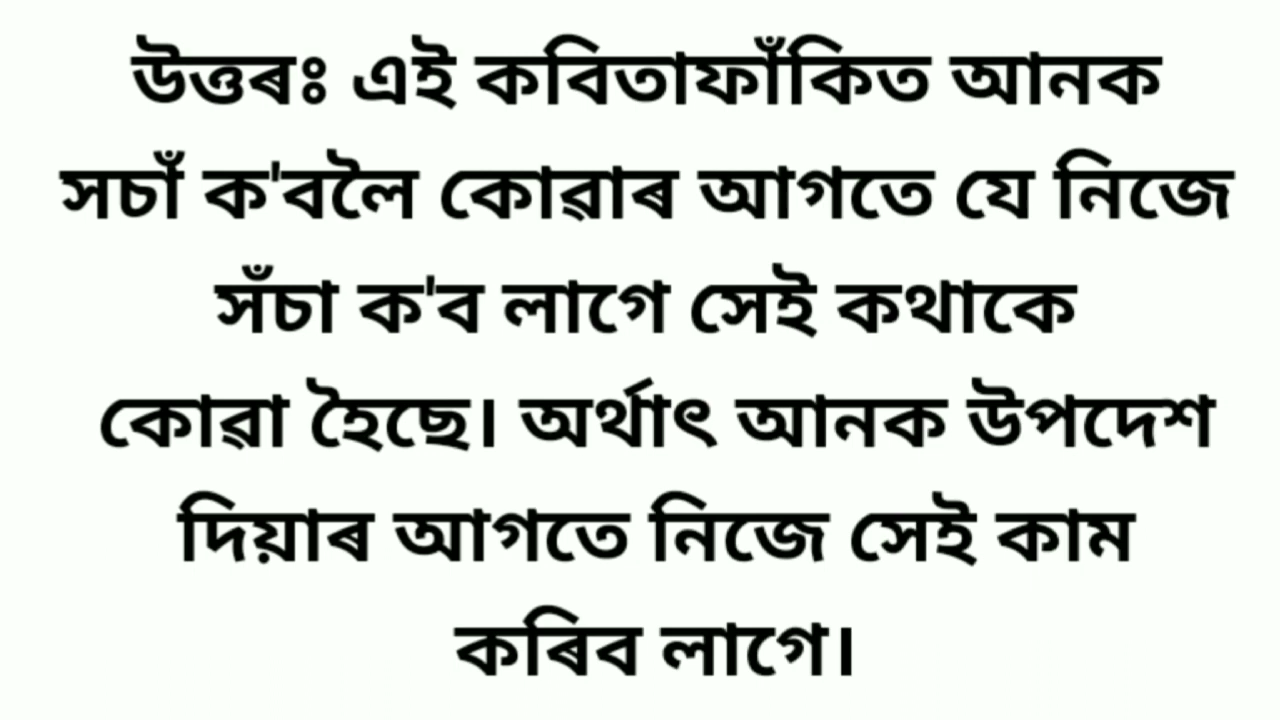 উত্তৰঃ এই কবিতাফাঁকিত আনক
সচাঁ ক'বলৈ কোৱাৰ আগতে যে নিজে
সঁচা ক'ব লাগে সেই কথাকে
কোৱা হৈছে। অৰ্থাৎ আনক উপদেশ
দিয়াৰ আগতে নিজে সেই কাম
কৰিব লাগে।